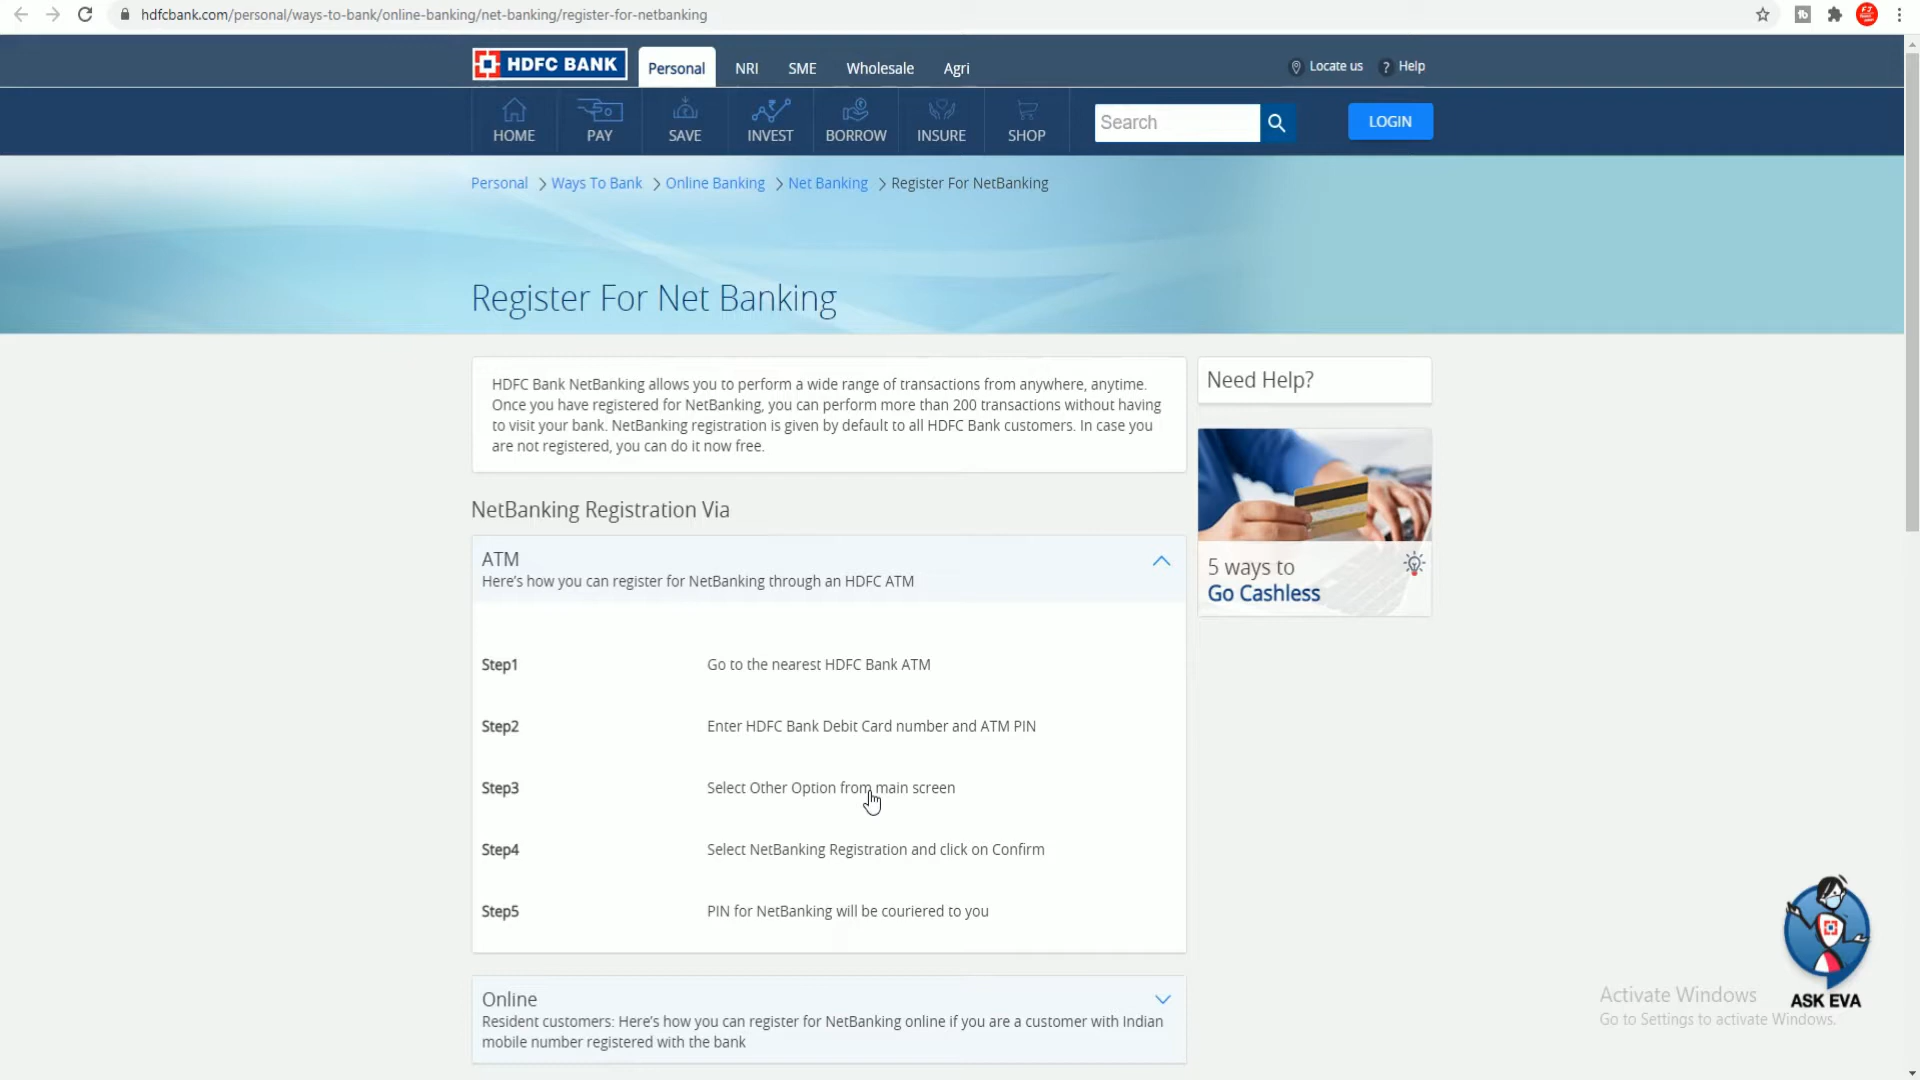 hdfcbank.com/personal/ways-to-bank/online-banking/net-banking/register-for-netbanking
HDFC BANK
Personal
NRI
SME
Wholesale
Agri
Locate us
? Help
HOME
PAY
SAVE
INVEST
BORROW
INSURE
SHOP
Search
LOGIN
Personal > Ways To Bank > Online Banking > Net Banking > Register For NetBanking
Register For Net Banking
HDFC Bank NetBanking allows you to perform a wide range of transactions from anywhere, anytime.
Once you have registered for NetBanking, you can perform more than 200 transactions without having
to visit your bank. NetBanking registration is given by default to all HDFC Bank customers. In case you
are not registered, you can do it now free.
Need Help?
5 ways to
Go Cashless
NetBanking Registration Via
ATM
Here's how you can register for NetBanking through an HDFC ATM
Step1 Go to the nearest HDFC Bank ATM
Step2 Enter HDFC Bank Debit Card number and ATM PIN
Step3 Select Other Option from main screen
Step4 Select NetBanking Registration and click on Confirm
Step5 PIN for NetBanking will be couriered to you
Online
Resident customers: Here's how you can register for NetBanking online if you are a customer with Indian
mobile number registered with the bank
ASK EVA
Activate Windows
Go to Settings to activate Windows.